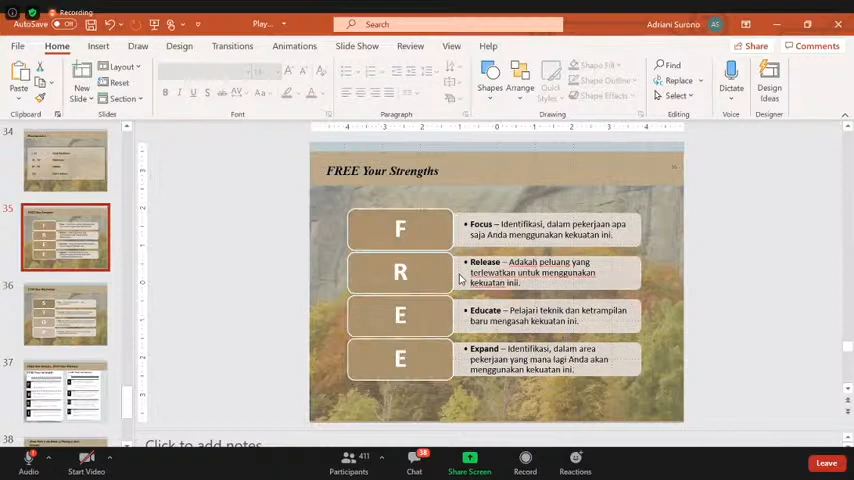 Recording
AutoSave Off
Play...
Search
Adriani Surono AS
File Home Insert Draw Design Transitions Animations Slide Show Review View Help
Share Comments
Paste
New
Slide
Layout
Reset
Section
Shapes Arrange Quick
Styles
Shape Fill
Shape Outline
Shape Effects
Find
Replace
Select
Dictate
Design
Ideas
Clipboard Slides Font Paragraph Drawing Editing Voice Designer
34
35
36
37
38
FREE Your Strengths
F
• Focus – Identifikasi, dalam pekerjaan apa
saja Anda menggunakan kekuatan ini.
R
• Release – Adakah peluang yang
terlewatkan untuk menggunakan
kekuatan inii.
E
• Educate – Pelajari teknik dan ketrampilan
baru mengasah kekuatan ini.
E
• Expand – Identifikasi, dalam area
pekerjaan yang mana lagi Anda akan
menggunakan kekuatan ini.
Click to add notes
411 38
Audio Start Video Participants Chat Share Screen Record Reactions Leave